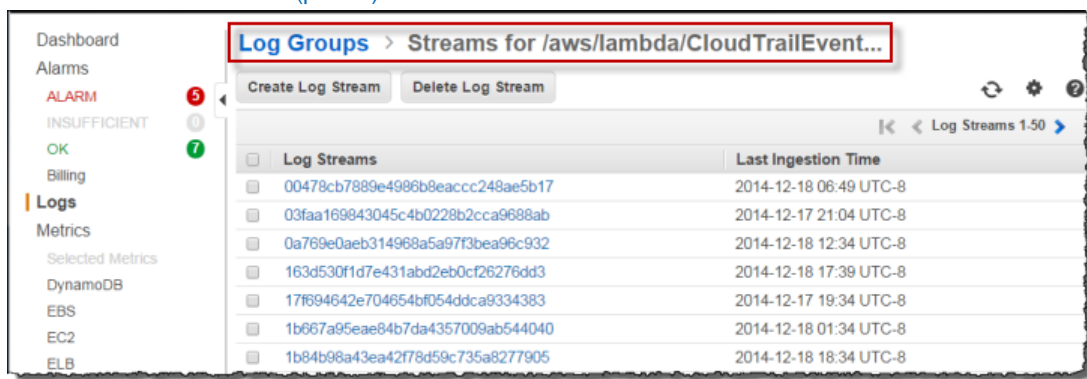 Dashboard
Alarms
ALARM 5
INSUFFICIENT 0
OK 7
Billing
Logs
Metrics
Selected Metrics
DynamoDB
EBS
EC2
ELB
Log Groups > Streams for /aws/lambda/CloudTrailEvent...
Create Log Stream Delete Log Stream
Log Streams 1-50
Log Streams Last Ingestion Time
00478cb7889e4986b8eaccc248ae5b17 2014-12-18 06:49 UTC-8
03faa169843045c4b0228b2cca9688ab 2014-12-17 21:04 UTC-8
0a769e0aeb314968a5a97f3bea96c932 2014-12-18 12:34 UTC-8
163d530f1d7e431abd2eb0cf26276dd3 2014-12-18 17:39 UTC-8
17f694642e704654bf054ddca9334383 2014-12-17 19:34 UTC-8
1b667a95eae84b7da4357009ab544040 2014-12-18 01:34 UTC-8
1b84b98a43ea42f78d59c735a8277905 2014-12-18 18:34 UTC-8